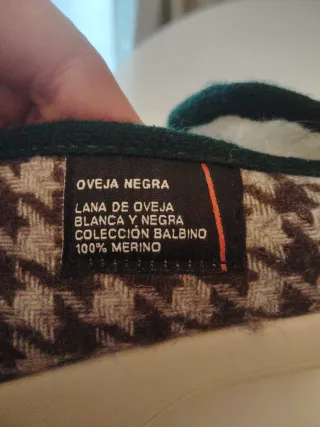 OVEJA NEGRA
LANA DE OVEJA
BLANCA Y NEGRA
COLECCIÓN BALBINO
100% MERINO